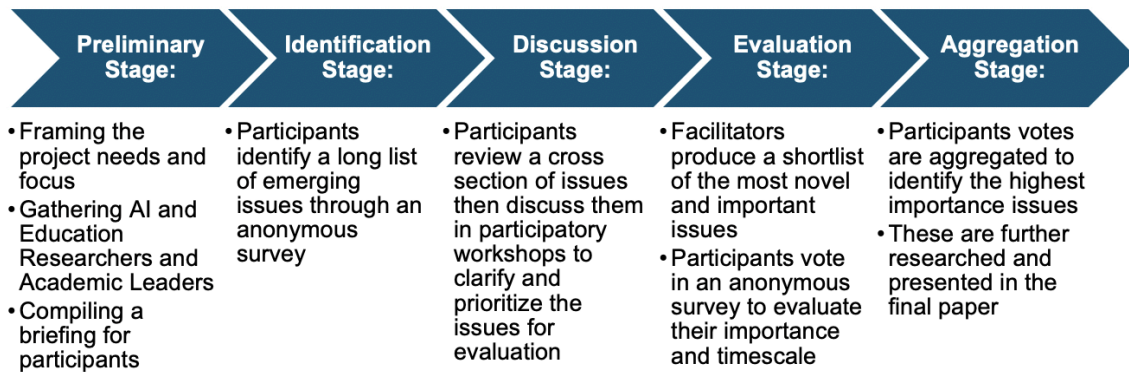 Preliminary
Stage:
Identification
Stage:
Discussion
Stage:
Evaluation
Stage:
Aggregation
Stage:
• Framing the
project needs and
focus
• Gathering AI and
Education
Researchers and
Academic Leaders
• Compiling a
briefing for
participants
• Participants
identify a long list
of emerging
issues through an
anonymous
survey
• Participants
review a cross
section of issues
then discuss them
in participatory
workshops to
clarify and
prioritize the
issues for
evaluation
• Facilitators
produce a shortlist
of the most novel
and important
issues
• Participants vote
in an anonymous
survey to evaluate
their importance
and timescale
• Participants votes
are aggregated to
identify the highest
importance issues
• These are further
researched and
presented in the
final paper